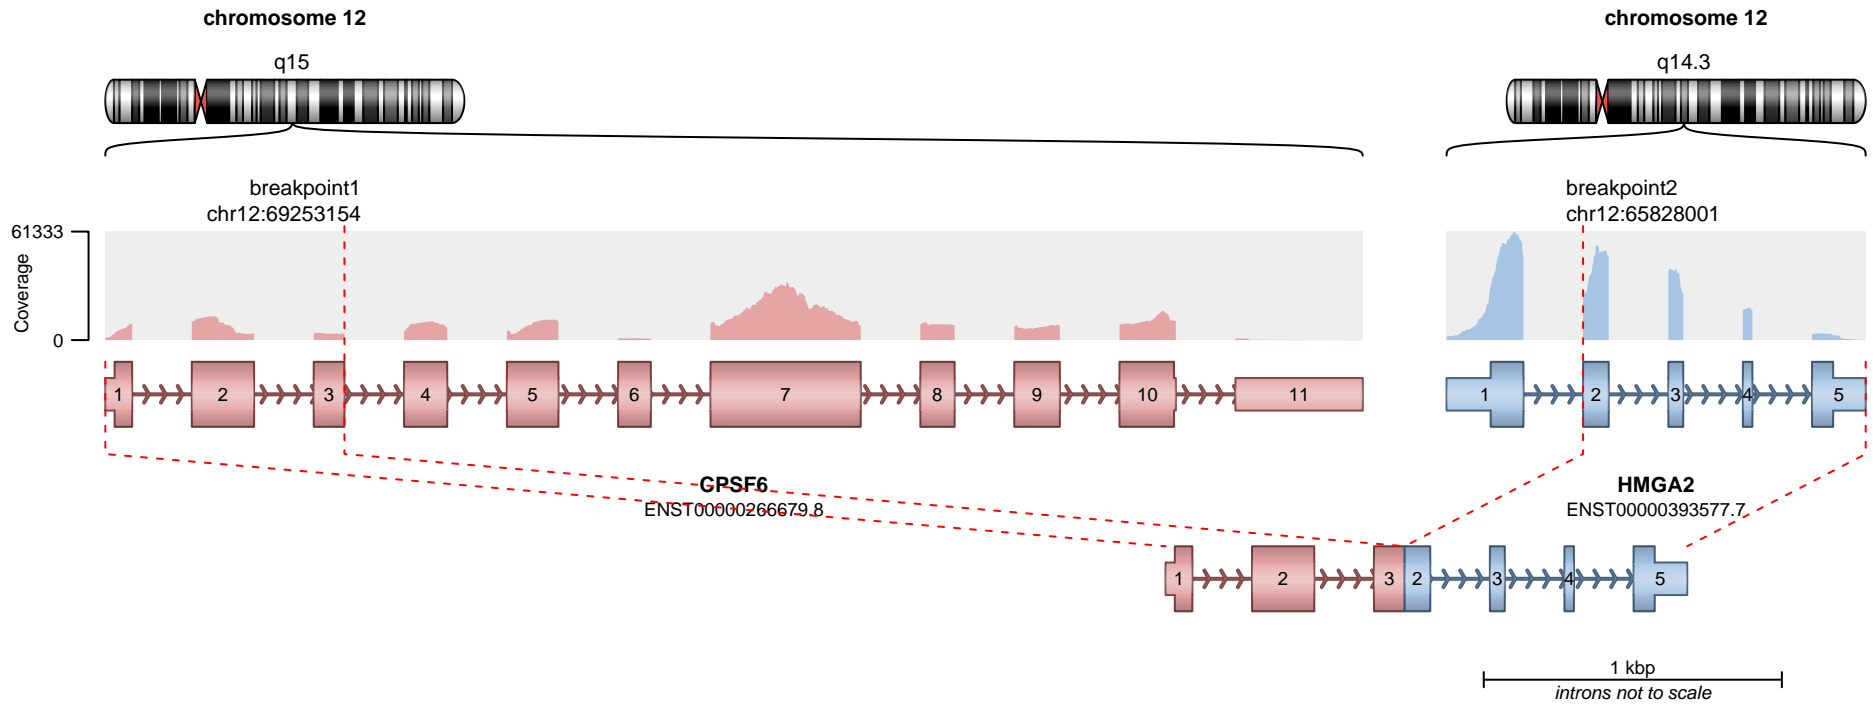 chromosome 12
chromosome 12
q15
q14.3
breakpoint1
chr12:69253154
breakpoint2
chr12:65828001
61333
Coverage
0
1 2 3 4 5 6 7 8 9 10 11
1 2 3 4 5
CPSF6
ENST00000266679.8
HMGA2
ENST00000393577.7
1 2 3 2 3 4 5
1 kbp
introns not to scale